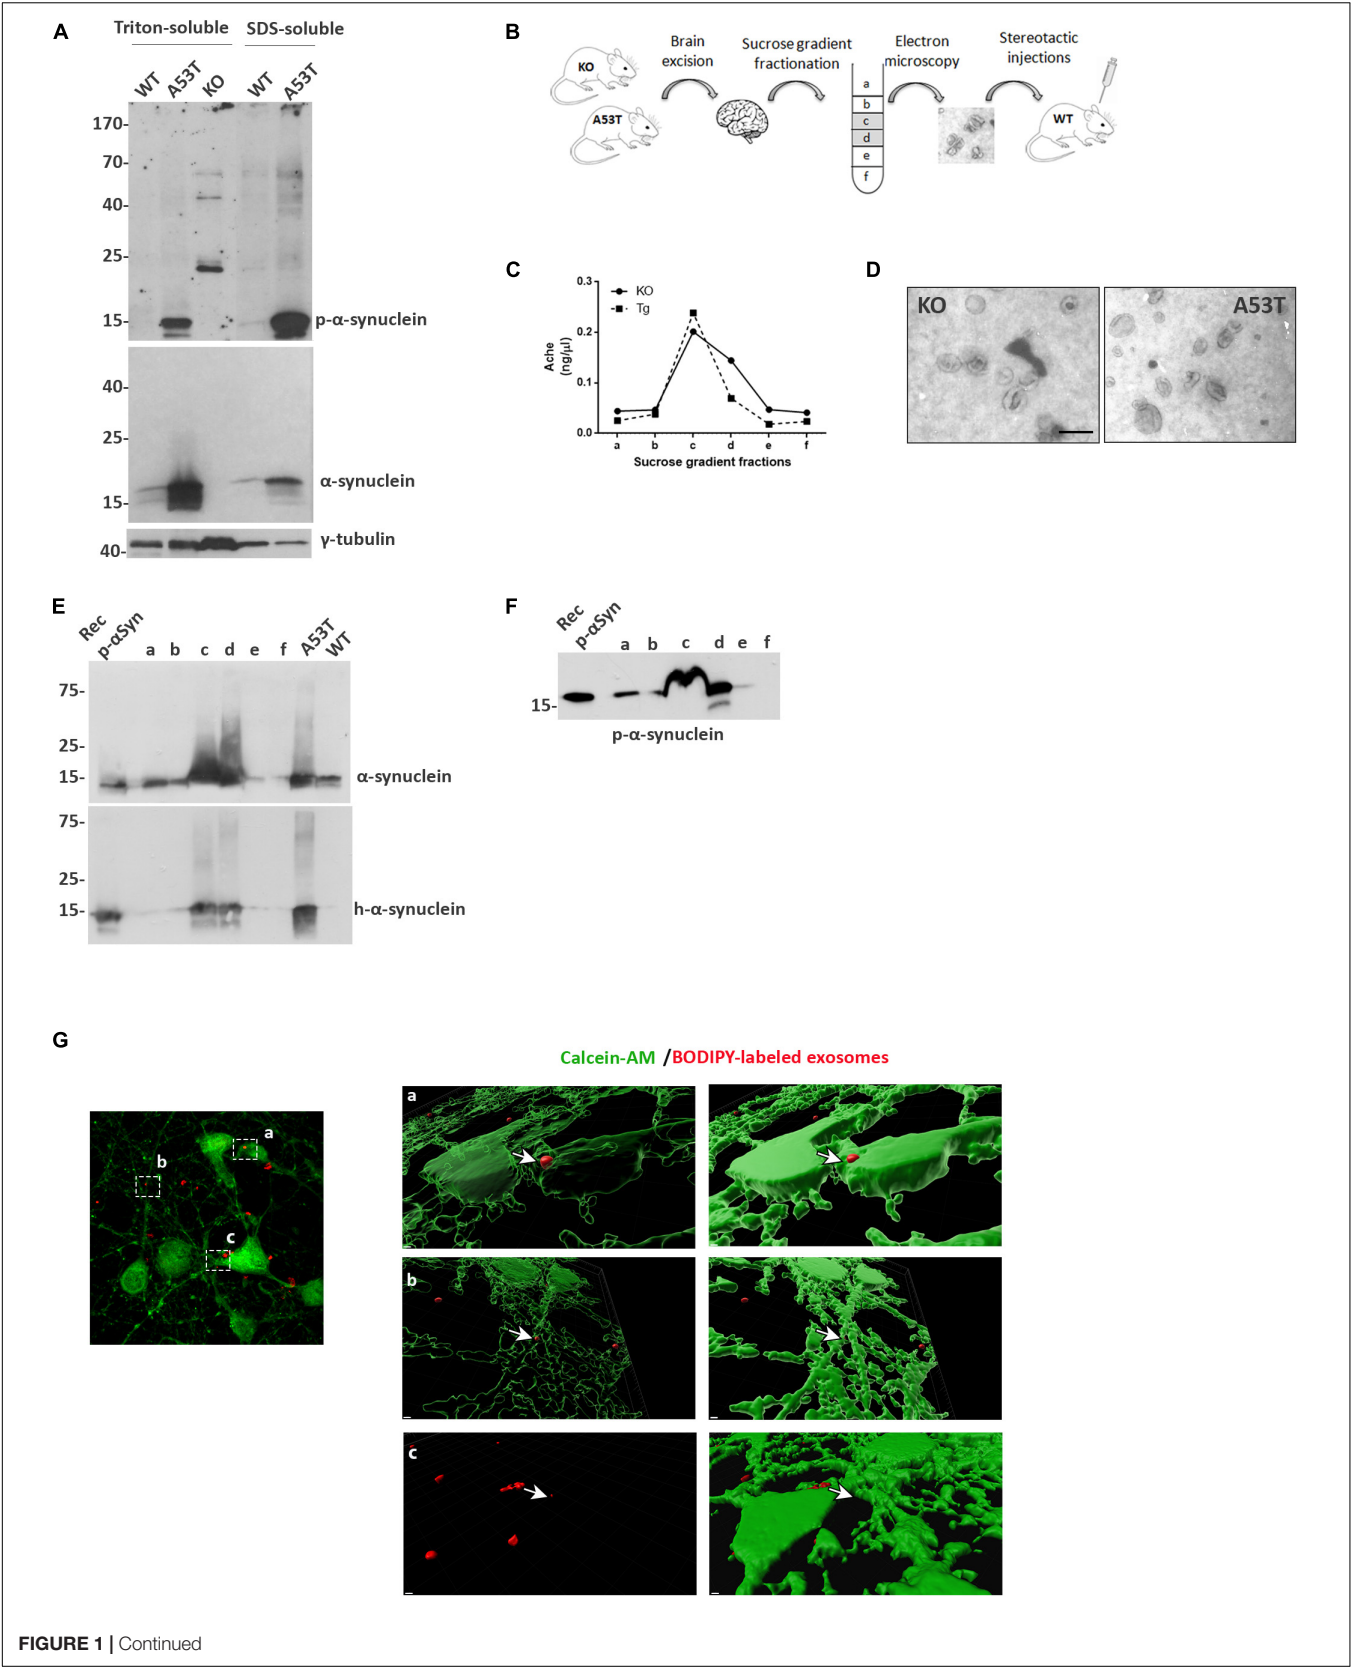 A
Triton-soluble SDS-soluble
WT A53T KO WT A53T
170-
70-
40-
25-
15-
p-α-synuclein
40-
25-
15-
α-synuclein
40-
γ-tubulin
B
KO
A53T
Brain
excision
Sucrose gradient
fractionation
a
b
c
d
e
f
Electron
microscopy
Stereotactic
injections
WT
C
Ache
(ng/µl)
0.3
0.2
0.1
0.0
KO
Tg
a b c d e f
Sucrose gradient fractions
D
KO
A53T
E
Rec
p-αSyn a b c d e f A53T WT
75-
25-
15-
α-synuclein
75-
25-
15-
h-α-synuclein
F
Rec
p-αSyn a b c d e f
15-
p-α-synuclein
G
Calcein-AM /BODIPY-labeled exosomes
a
b
c
a
b
c
FIGURE 1 | Continued